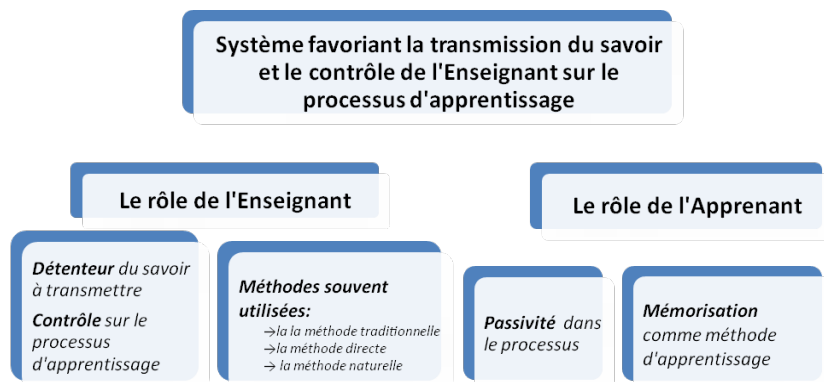 Système favoriant la transmission du savoir
et le contrôle de l'Enseignant sur le
processus d'apprentissage
Le rôle de l'Enseignant
Détenteur du savoir
à transmettre
Contrôle sur le
processus
d'apprentissage
Méthodes souvent
utilisées:
→la la méthode traditionnelle
→la méthode directe
→ la méthode naturelle
Le rôle de l'Apprenant
Passivité dans
le processus
Mémorisation
comme méthode
d'apprentissage